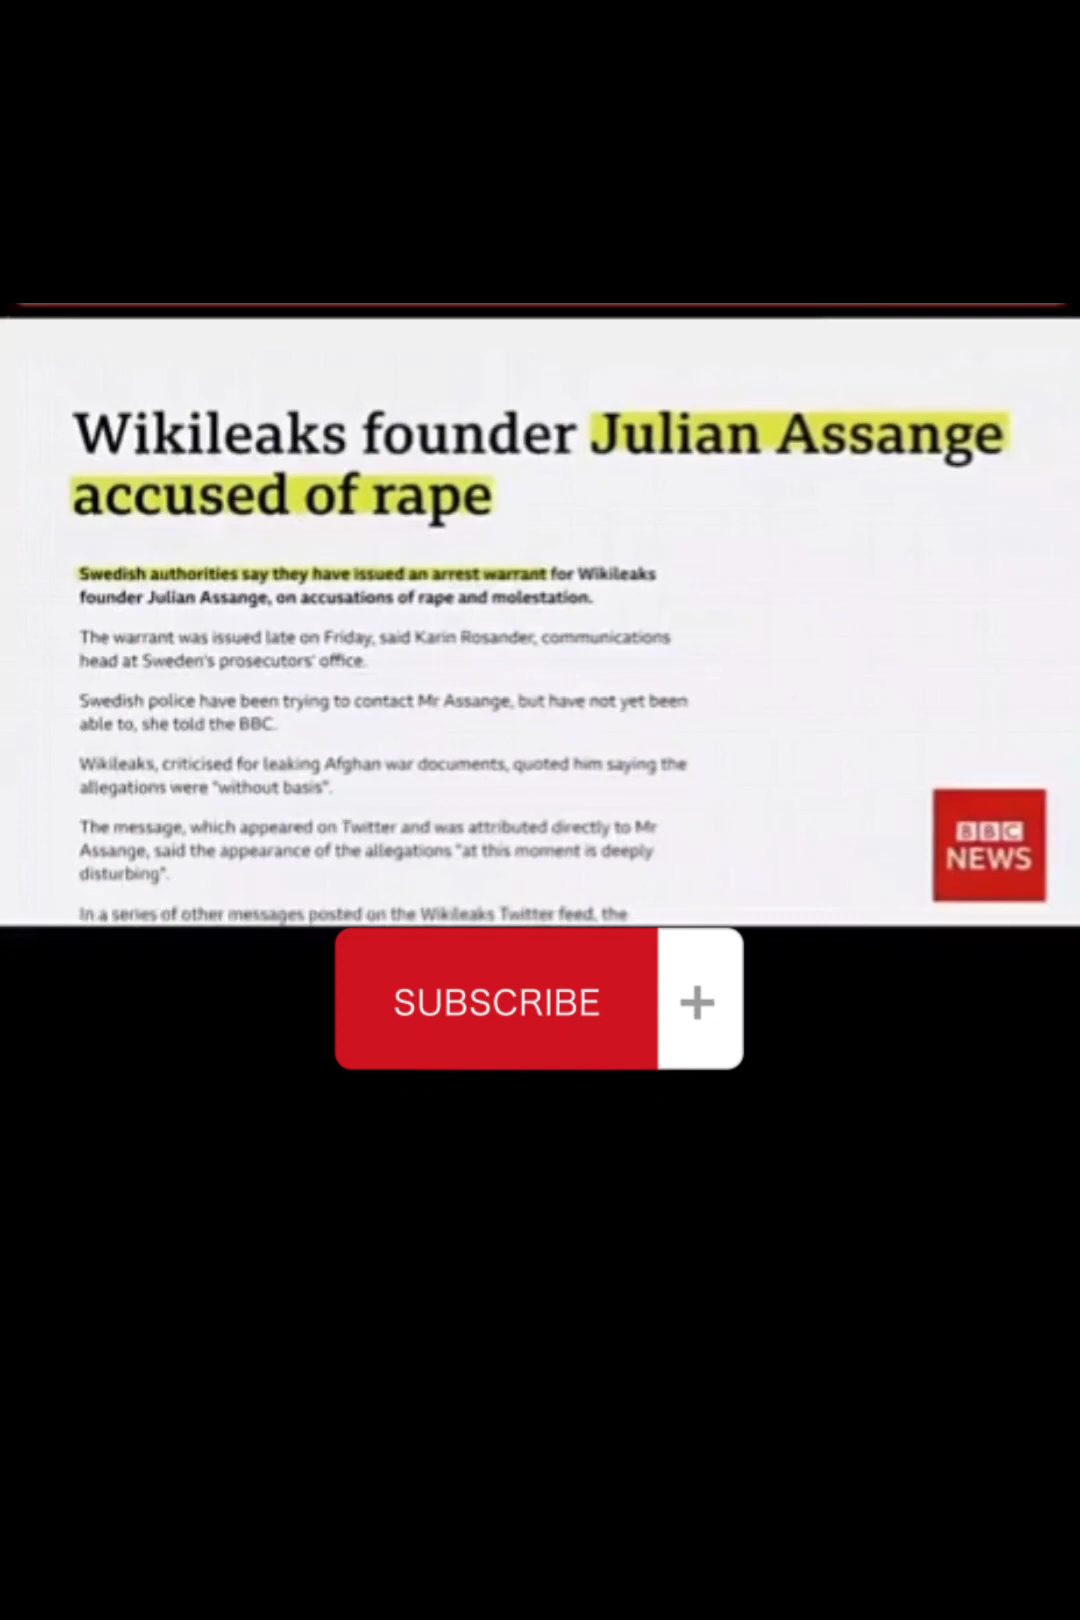 Wikileaks founder Julian Assange
accused of rape
Swedish authorities say they have issued an arrest warrant for Wikileaks
founder Julian Assange, on accusations of rape and molestation.
The warrant was issued late on Friday, said Karin Rosander, communications
head at Sweden's prosecutors' office.
Swedish police have been trying to contact Mr Assange, but have not yet been
able to, she told the BBC.
Wikileaks, criticised for leaking Afghan war documents, quoted him saying the
allegations were "without basis".
The message, which appeared on Twitter and was attributed directly to Mr
Assange, said the appearance of the allegations "at this moment is deeply
disturbing".
In a series of other messages posted on the Wikileaks Twitter feed, the
BBC
NEWS
SUBSCRIBE +